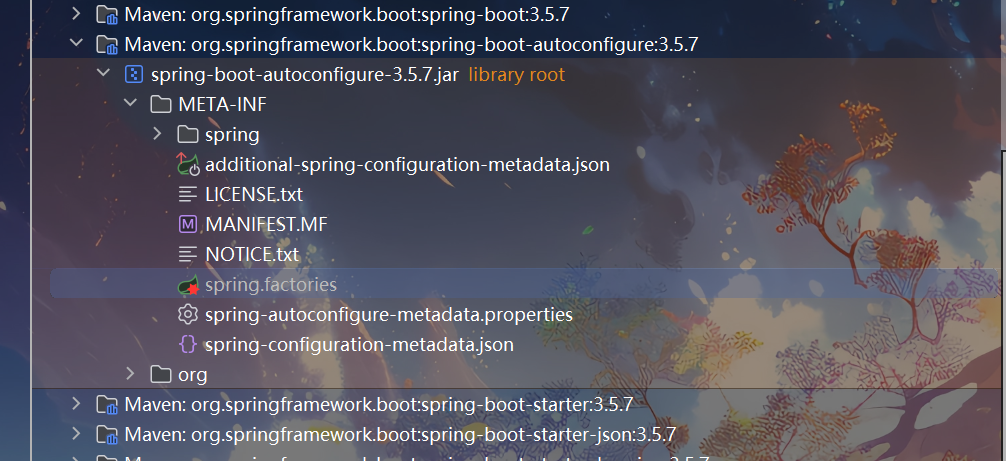 Maven: org.springframework.boot:spring-boot:3.5.7
Maven: org.springframework.boot:spring-boot-autoconfigure:3.5.7
spring-boot-autoconfigure-3.5.7.jar library root
META-INF
spring
additional-spring-configuration-metadata.json
LICENSE.txt
MANIFEST.MF
NOTICE.txt
spring.factories
spring-autoconfigure-metadata.properties
spring-configuration-metadata.json
org
Maven: org.springframework.boot:spring-boot-starter:3.5.7
Maven: org.springframework.boot:spring-boot-starter-json:3.5.7